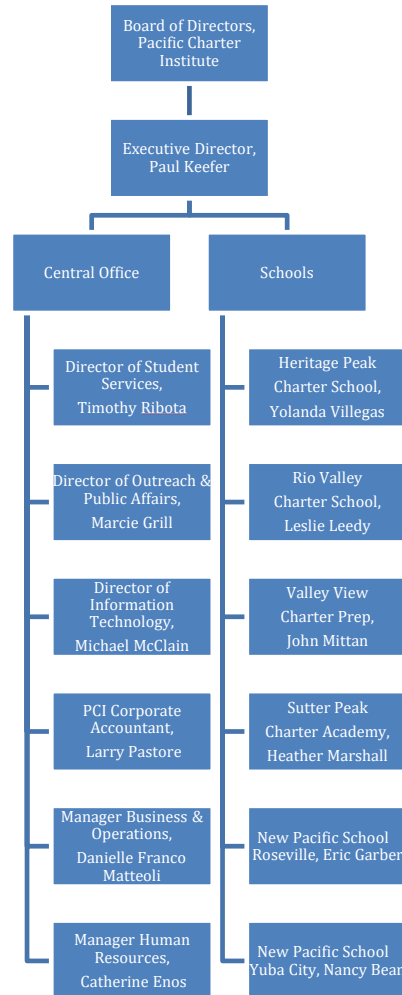 Board of Directors,
Pacific Charter
Institute
Executive Director,
Paul Keefer
Central Office
Schools
Director of Student
Services,
Timothy Ribota
Director of Outreach &
Public Affairs,
Marcie Grill
Director of
Information
Technology,
Michael McClain
PCI Corporate
Accountant,
Larry Pastore
Manager Business &
Operations,
Danielle Franco
Matteoli
Manager Human
Resources,
Catherine Enos
Heritage Peak
Charter School,
Yolanda Villegas
Rio Valley
Charter School,
Leslie Leedy
Valley View
Charter Prep,
John Mittan
Sutter Peak
Charter Academy,
Heather Marshall
New Pacific School
Roseville, Eric Garber
New Pacific School
Yuba City, Nancy Bear